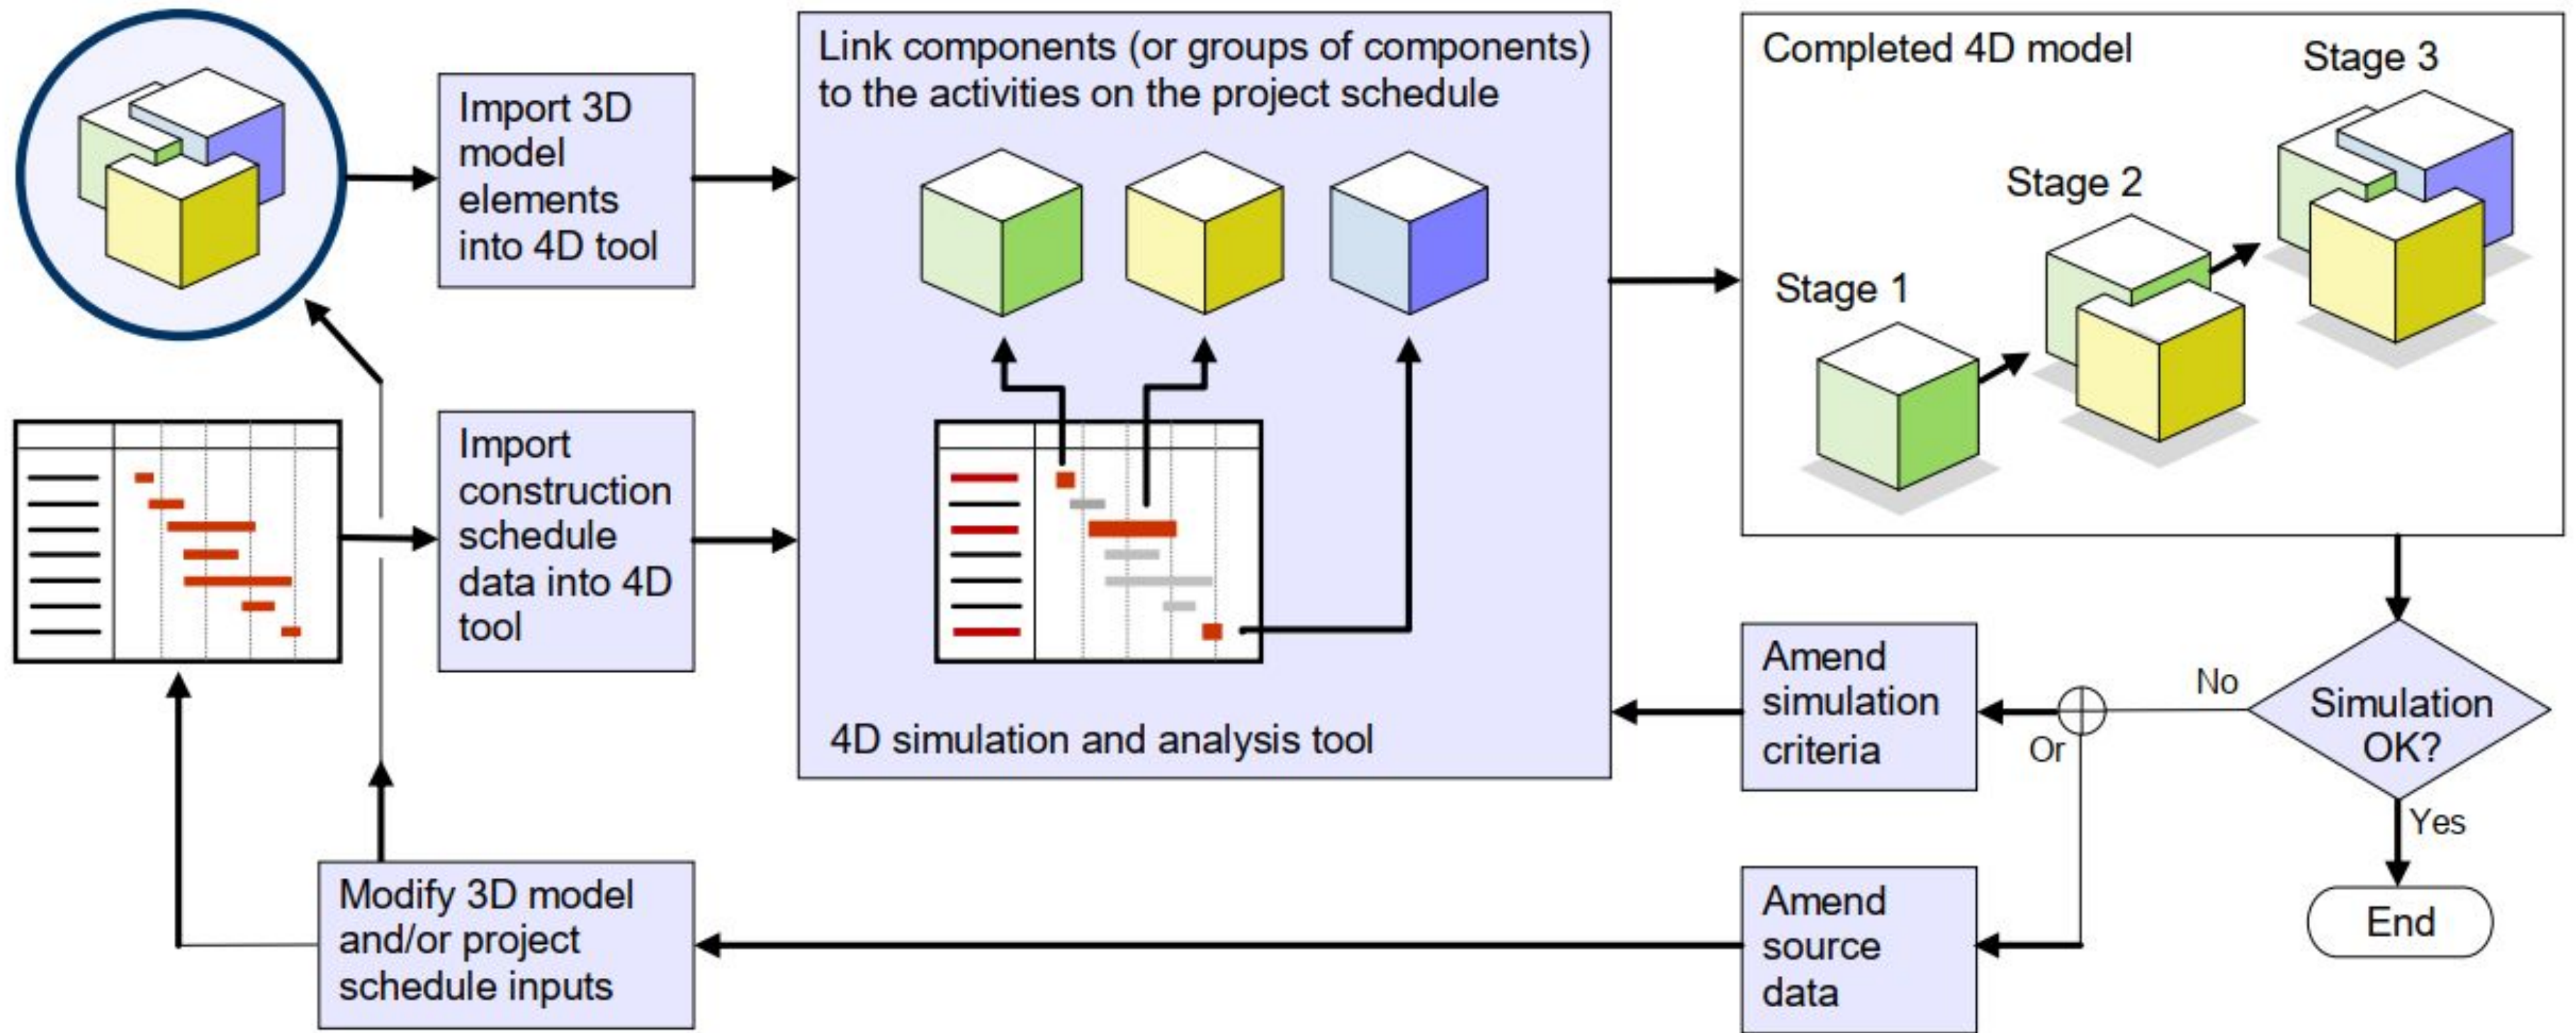 Import 3D
model
elements
into 4D tool
Import
construction
schedule
data into 4D
tool
Link components (or groups of components)
to the activities on the project schedule
4D simulation and analysis tool
Completed 4D model
Stage 1
Stage 2
Stage 3
Simulation
OK?
No
Or
Yes
End
Amend
simulation
criteria
Amend
source
data
Modify 3D model
and/or project
schedule inputs